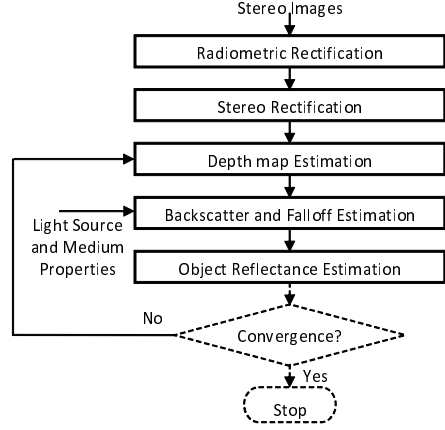 Stereo Images
Radiometric Rectification
Stereo Rectification
Depth map Estimation
Backscatter and Falloff Estimation
Light Source
and Medium
Properties
Object Reflectance Estimation
No
Convergence?
Yes
Stop